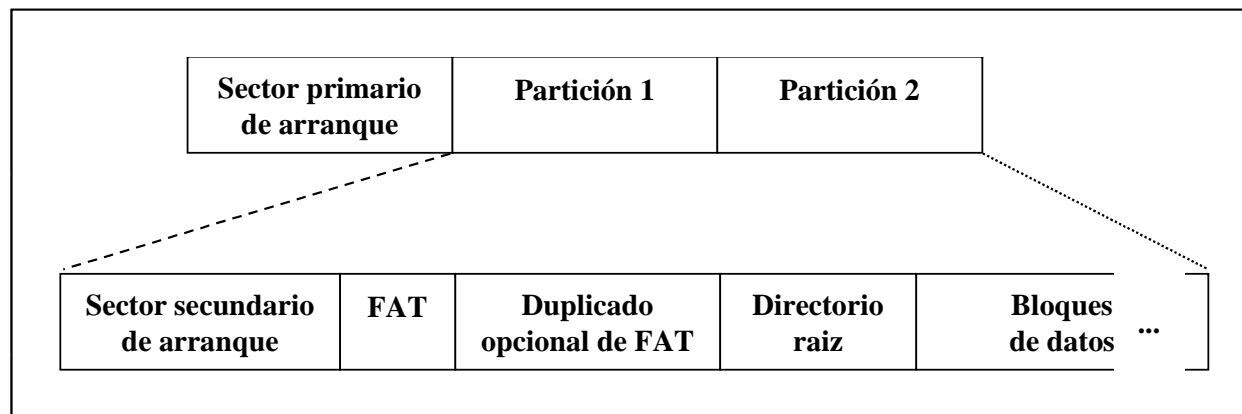 Sector primario
de arranque
Partición 1
Partición 2
Sector secundario
de arranque
FAT
Duplicado
opcional de FAT
Directorio
raiz
Bloques
de datos
...